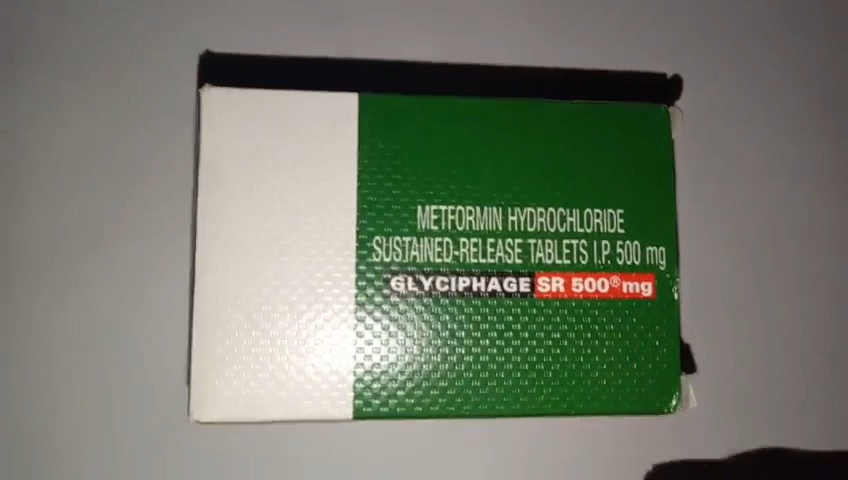 METFORMIN HYDROCHLORIDE
SUSTAINED-RELEASE TABLETS I.P. 500 mg
GLYCIPHAGE SR 500® mg